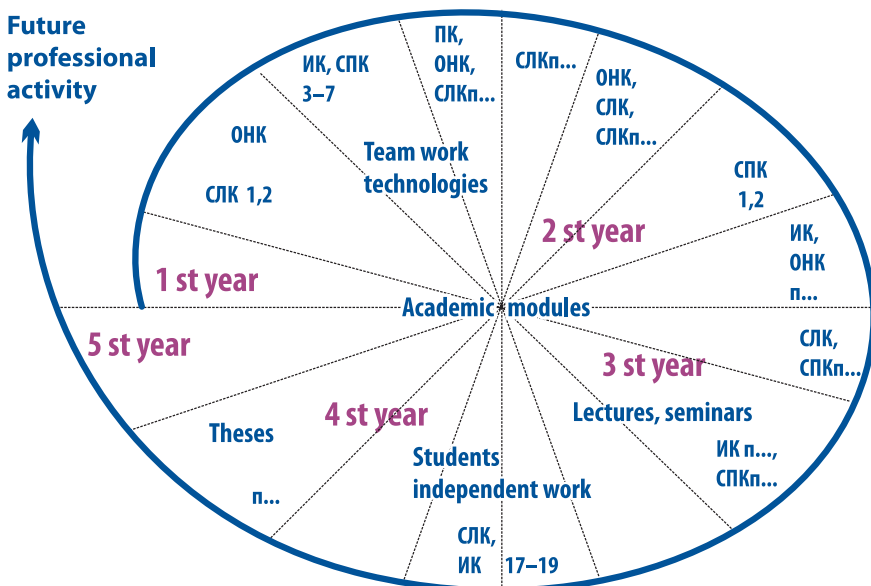 Future
professional
activity
ИК, СПК
3–7
ПК,
ОНК,
СЛКп...
СЛКп...
ОНК,
СЛК,
СЛКп...
ОНК
СЛК 1,2
Team work
technologies
СПК
1,2
2 st year
ИК,
ОНК
п...
1 st year
Academic modules
5 st year
3 st year
СЛК,
СПКп...
4 st year
Lectures, seminars
Theses
ИК п...,
СПКп...
Students
independent work
п...
СЛК,
ИК 17–19